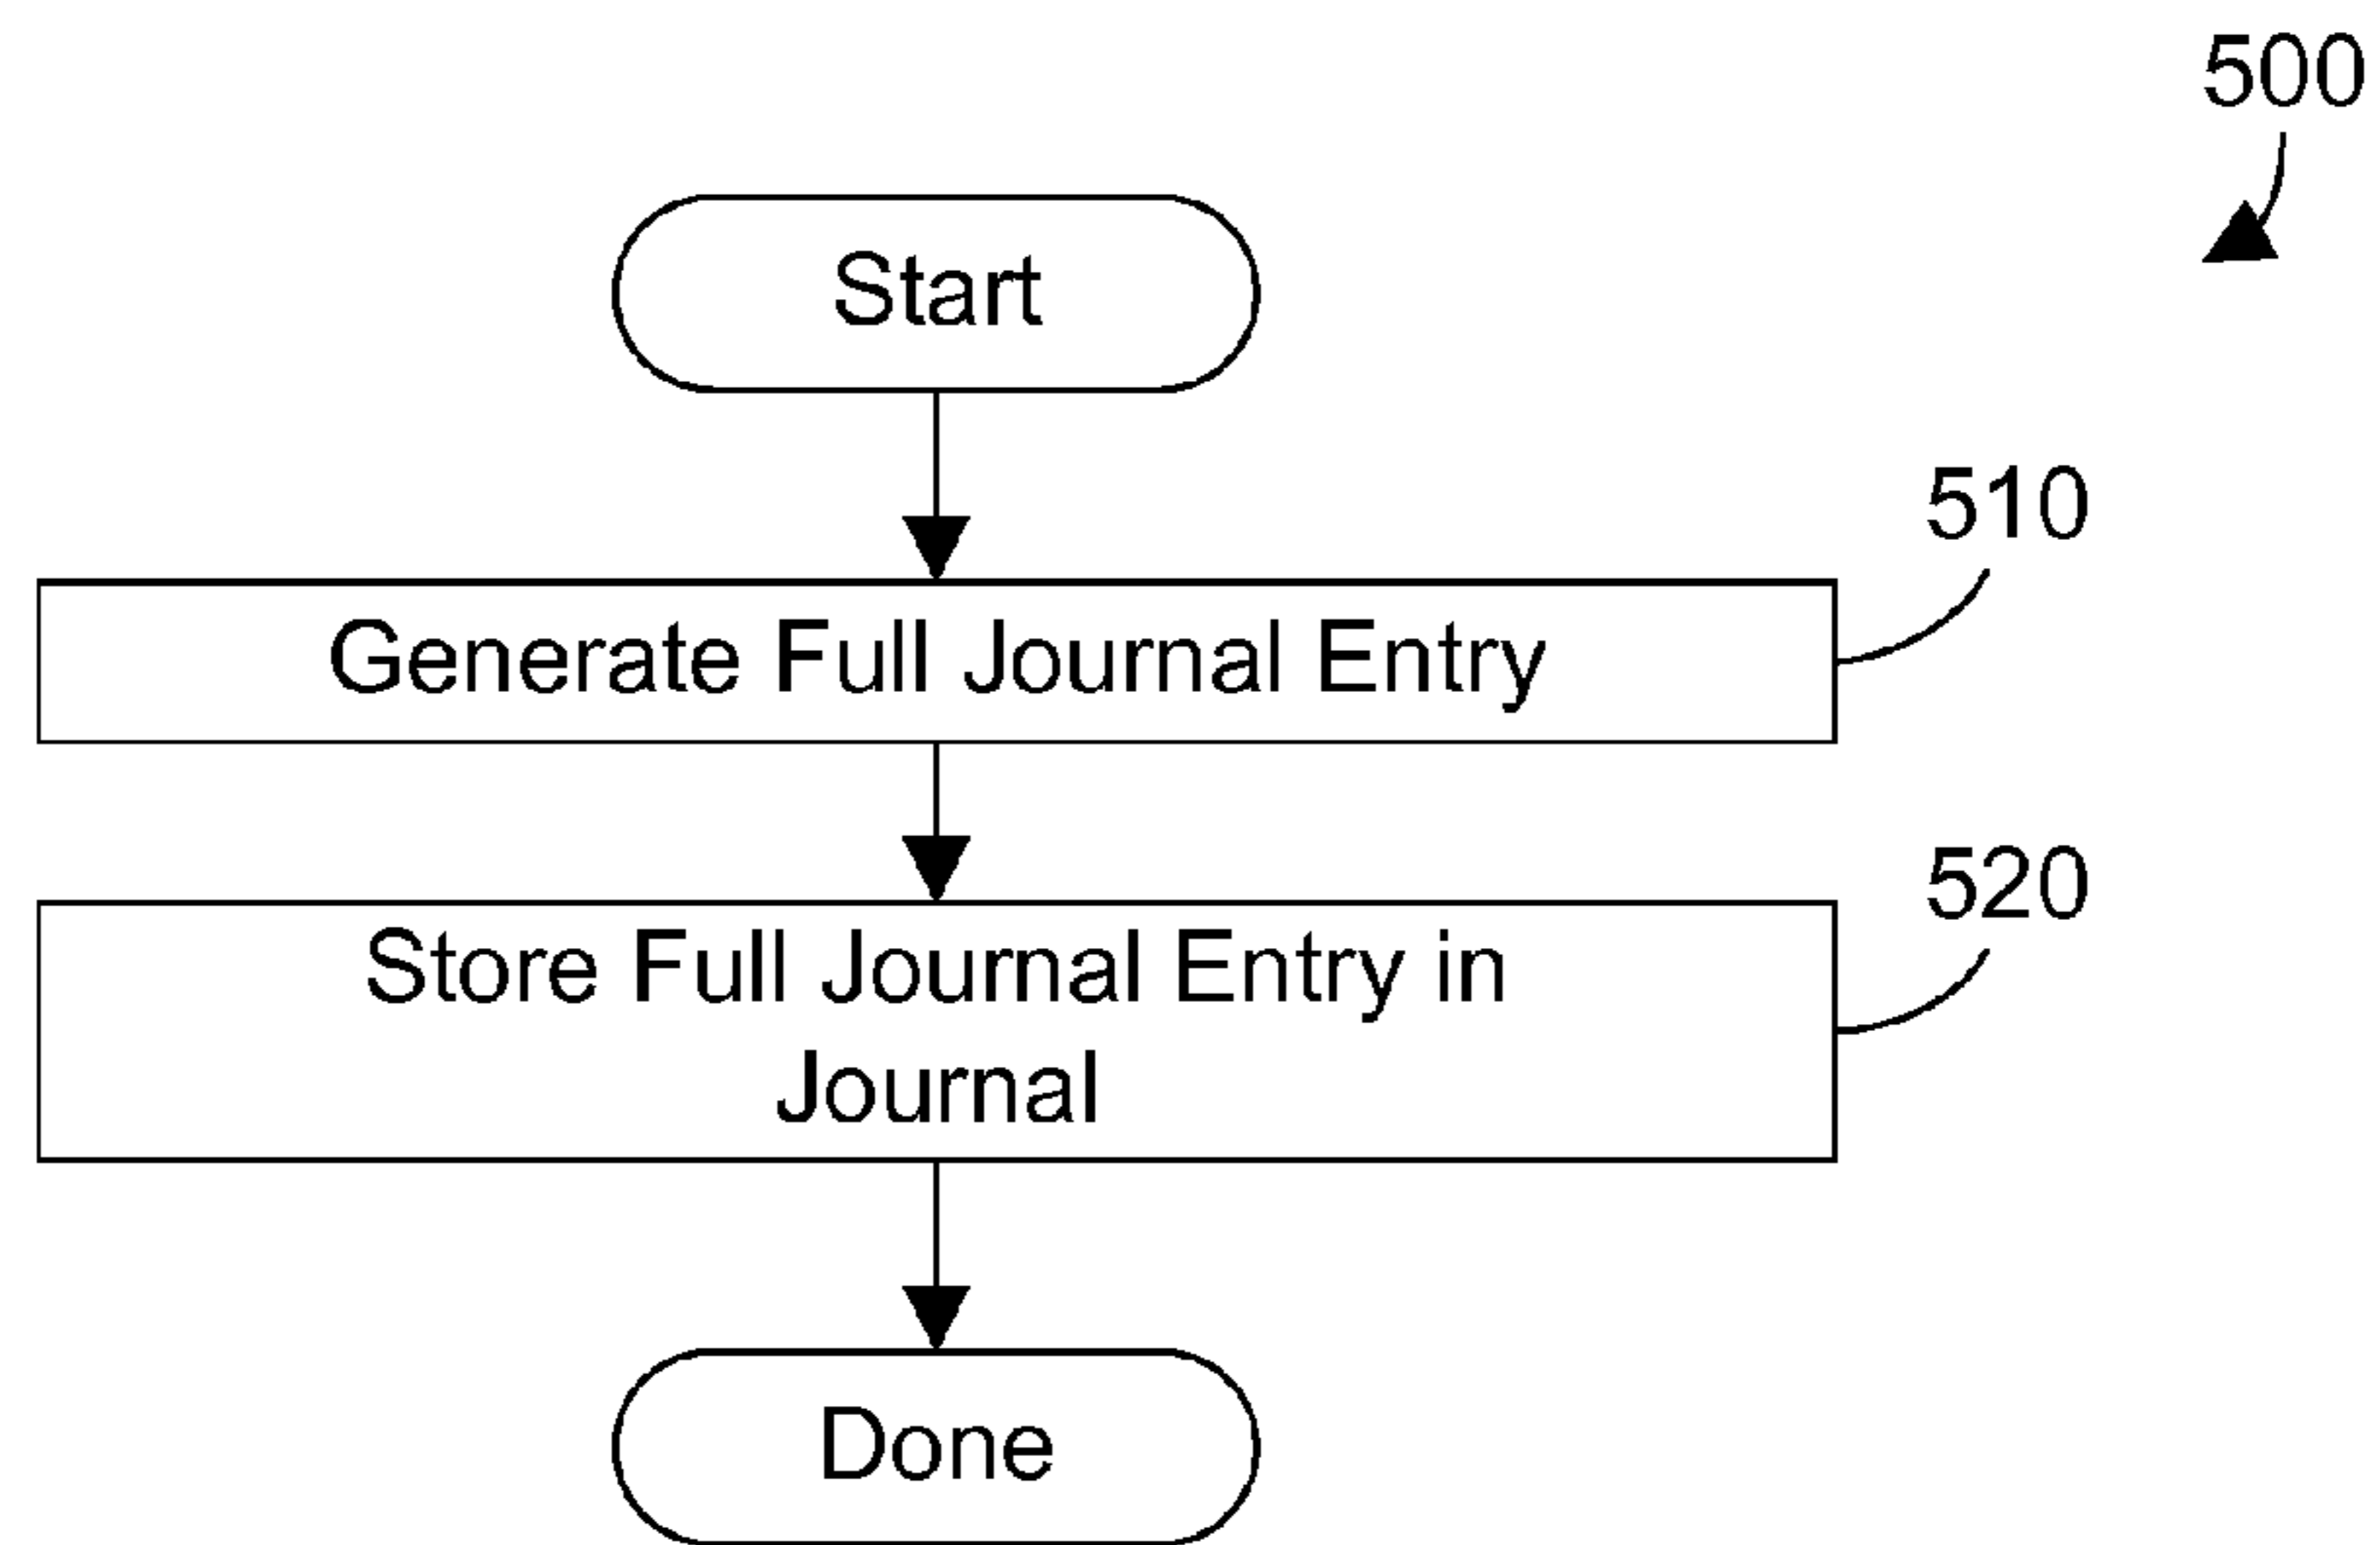 500
Start
510
Generate Full Journal Entry
520
Store Full Journal Entry in
Journal
Done